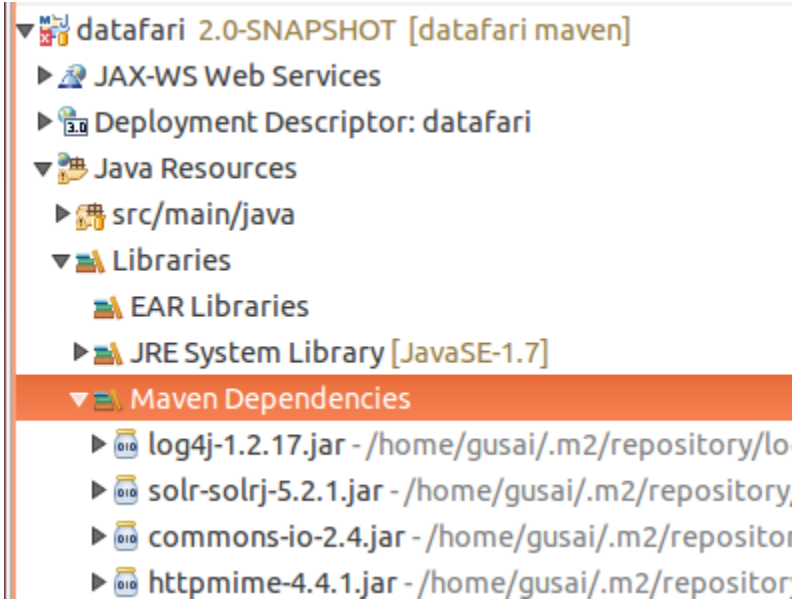 datafari 2.0-SNAPSHOT [datafari maven]
JAX-WS Web Services
Deployment Descriptor: datafari
Java Resources
src/main/java
Libraries
EAR Libraries
JRE System Library [JavaSE-1.7]
Maven Dependencies
log4j-1.2.17.jar - /home/gusai/.m2/repository/lo
solr-solrj-5.2.1.jar - /home/gusai/.m2/repository/
commons-io-2.4.jar - /home/gusai/.m2/repositor
httpmime-4.4.1.jar - /home/gusai/.m2/repository